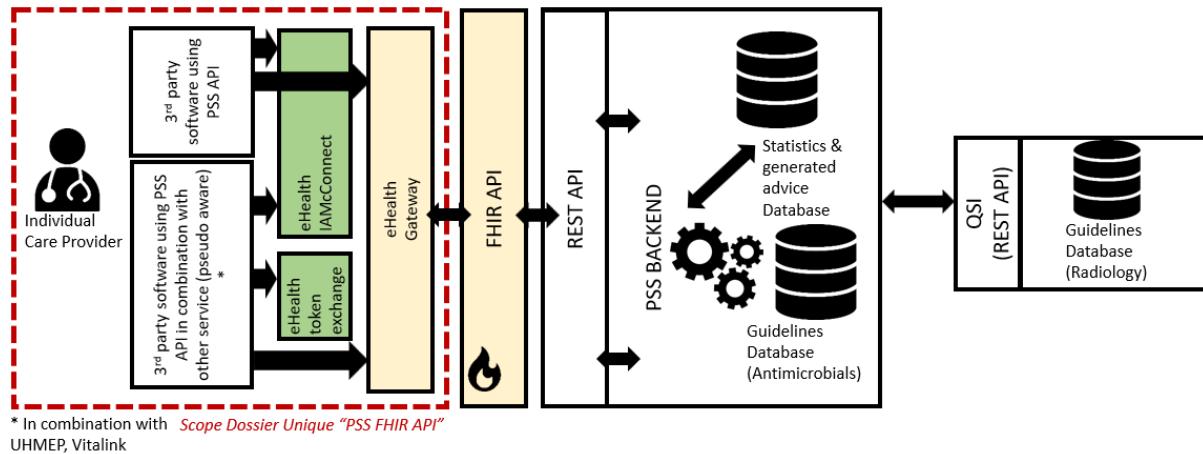 Individual
Care Provider
3rd party
software using
PSS API
3rd party software using PSS
API in combination with
other service (pseudo aware)
*
eHealth
IAMcConnect
eHealth
token
exchange
eHealth
Gateway
FHIR API
REST API
PSS BACKEND
Statistics &
generated
advice
Database
Guidelines
Database
(Antimicrobials)
QSI
(REST API)
Guidelines
Database
(Radiology)
* In combination with
UHMEP, Vitalink
Scope Dossier Unique “PSS FHIR API”